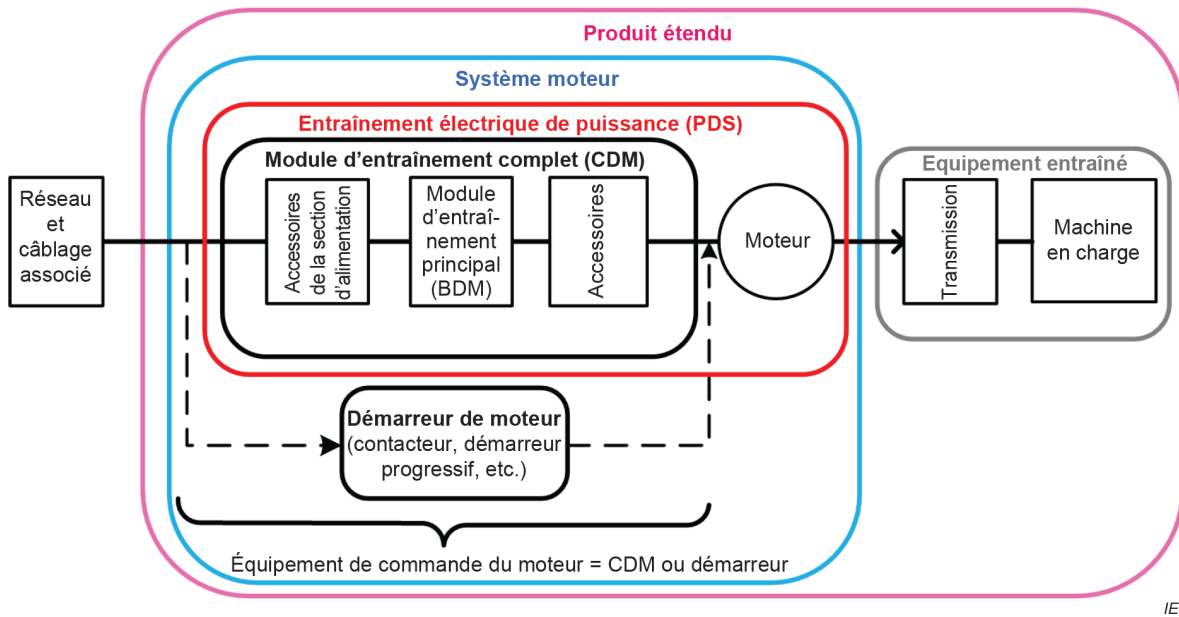 Produit étendu
Système moteur
Entraînement électrique de puissance (PDS)
Module d’entraînement complet (CDM)
Equipement entraîné
Réseau
et
câblage
associé
Accessoires
de la section
d’alimentation
Module
d’entraî-
nement
principal
(BDM)
Accessoires
Moteur
Transmission
Machine
en charge
Démarreur de moteur
(contacteur, démarreur
progressif, etc.)
Équipement de commande du moteur = CDM ou démarreur
IE